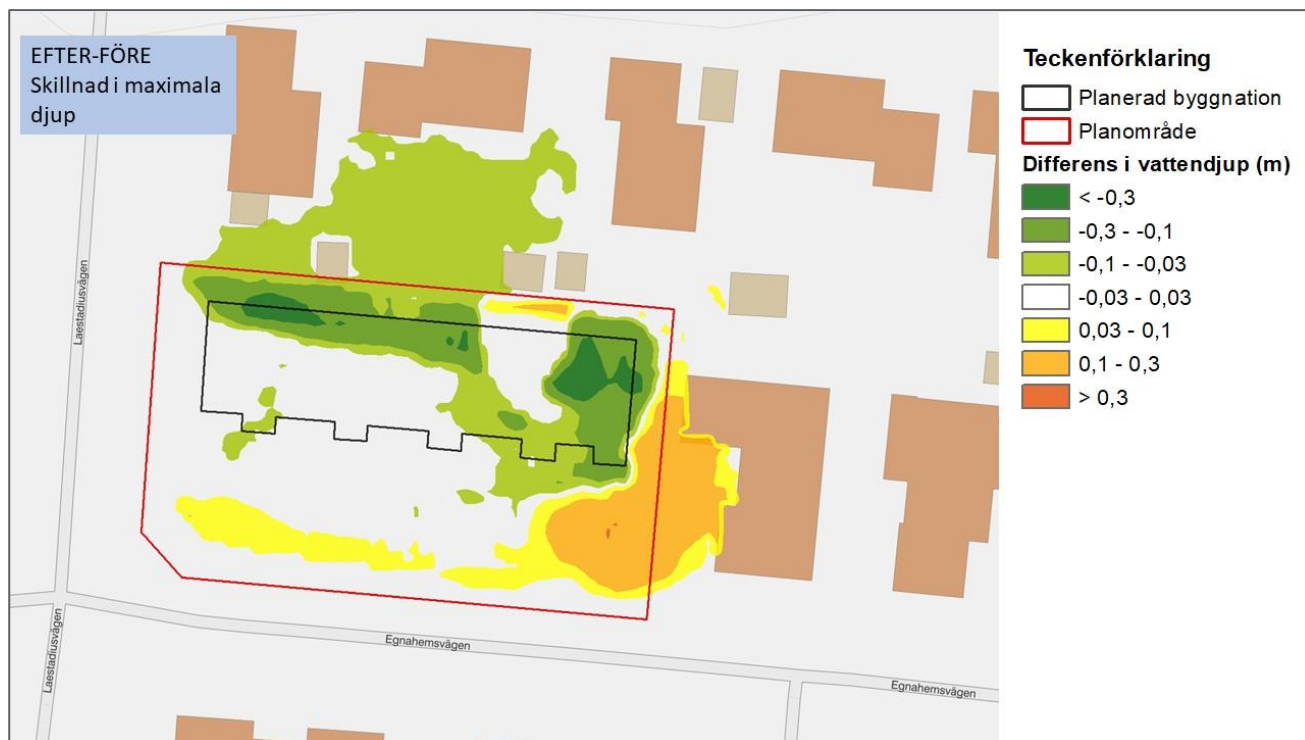 EFTER-FÖRE
Skillnad i maximala
djup
Teckenförklaring
Planerad byggnation
Planområde
Differens i vattendjup (m)
< -0,3
-0,3 - -0,1
-0,1 - -0,03
-0,03 - 0,03
0,03 - 0,1
0,1 - 0,3
> 0,3
Laestadiusvägen
Laestadiusvägen
Egnahemsvägen
Egnahemsvägen